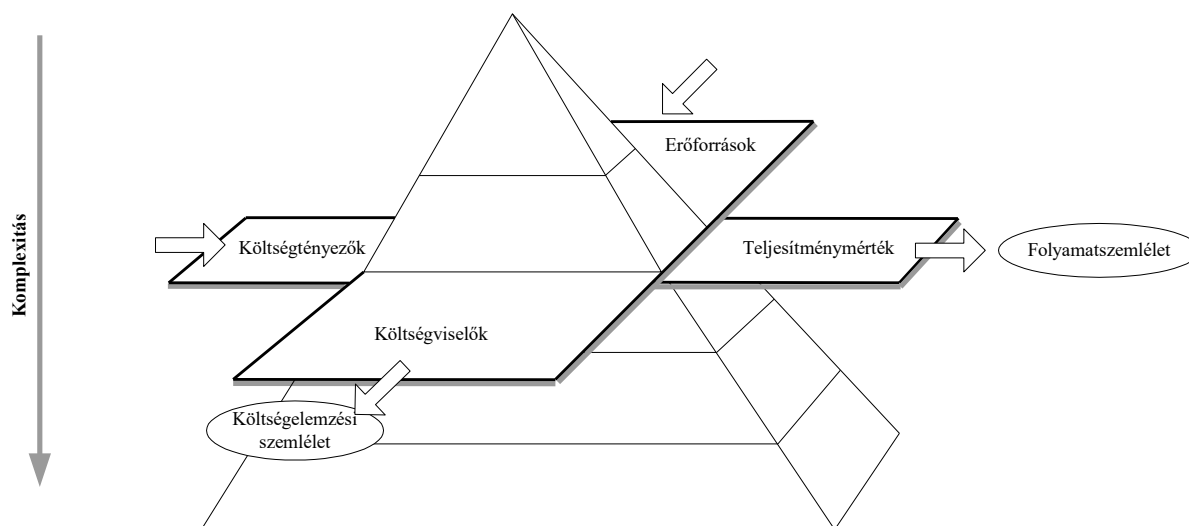 Komplexitás
Erőforrások
Költségtényezők
Teljesítménymérték
Folyamatszemlélet
Költségviselők
Költségelemzési
szemlélet